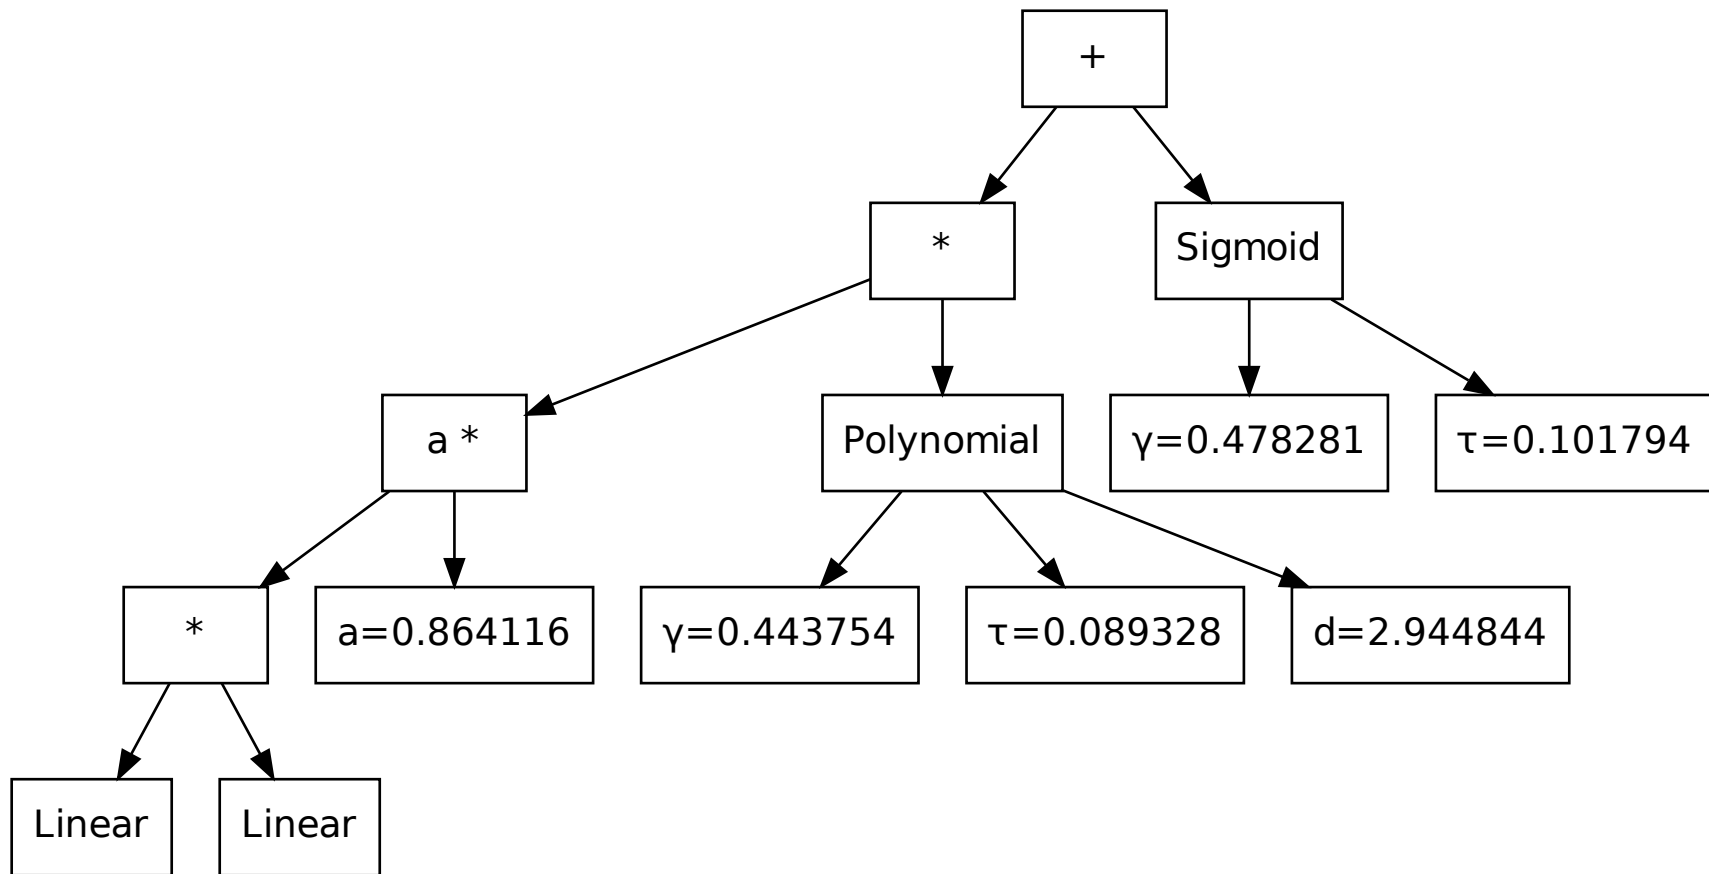 +
*
Sigmoid
a *
Polynomial
γ=0.478281
τ=0.101794
*
a=0.864116
γ=0.443754
τ=0.089328
d=2.944844
Linear
Linear